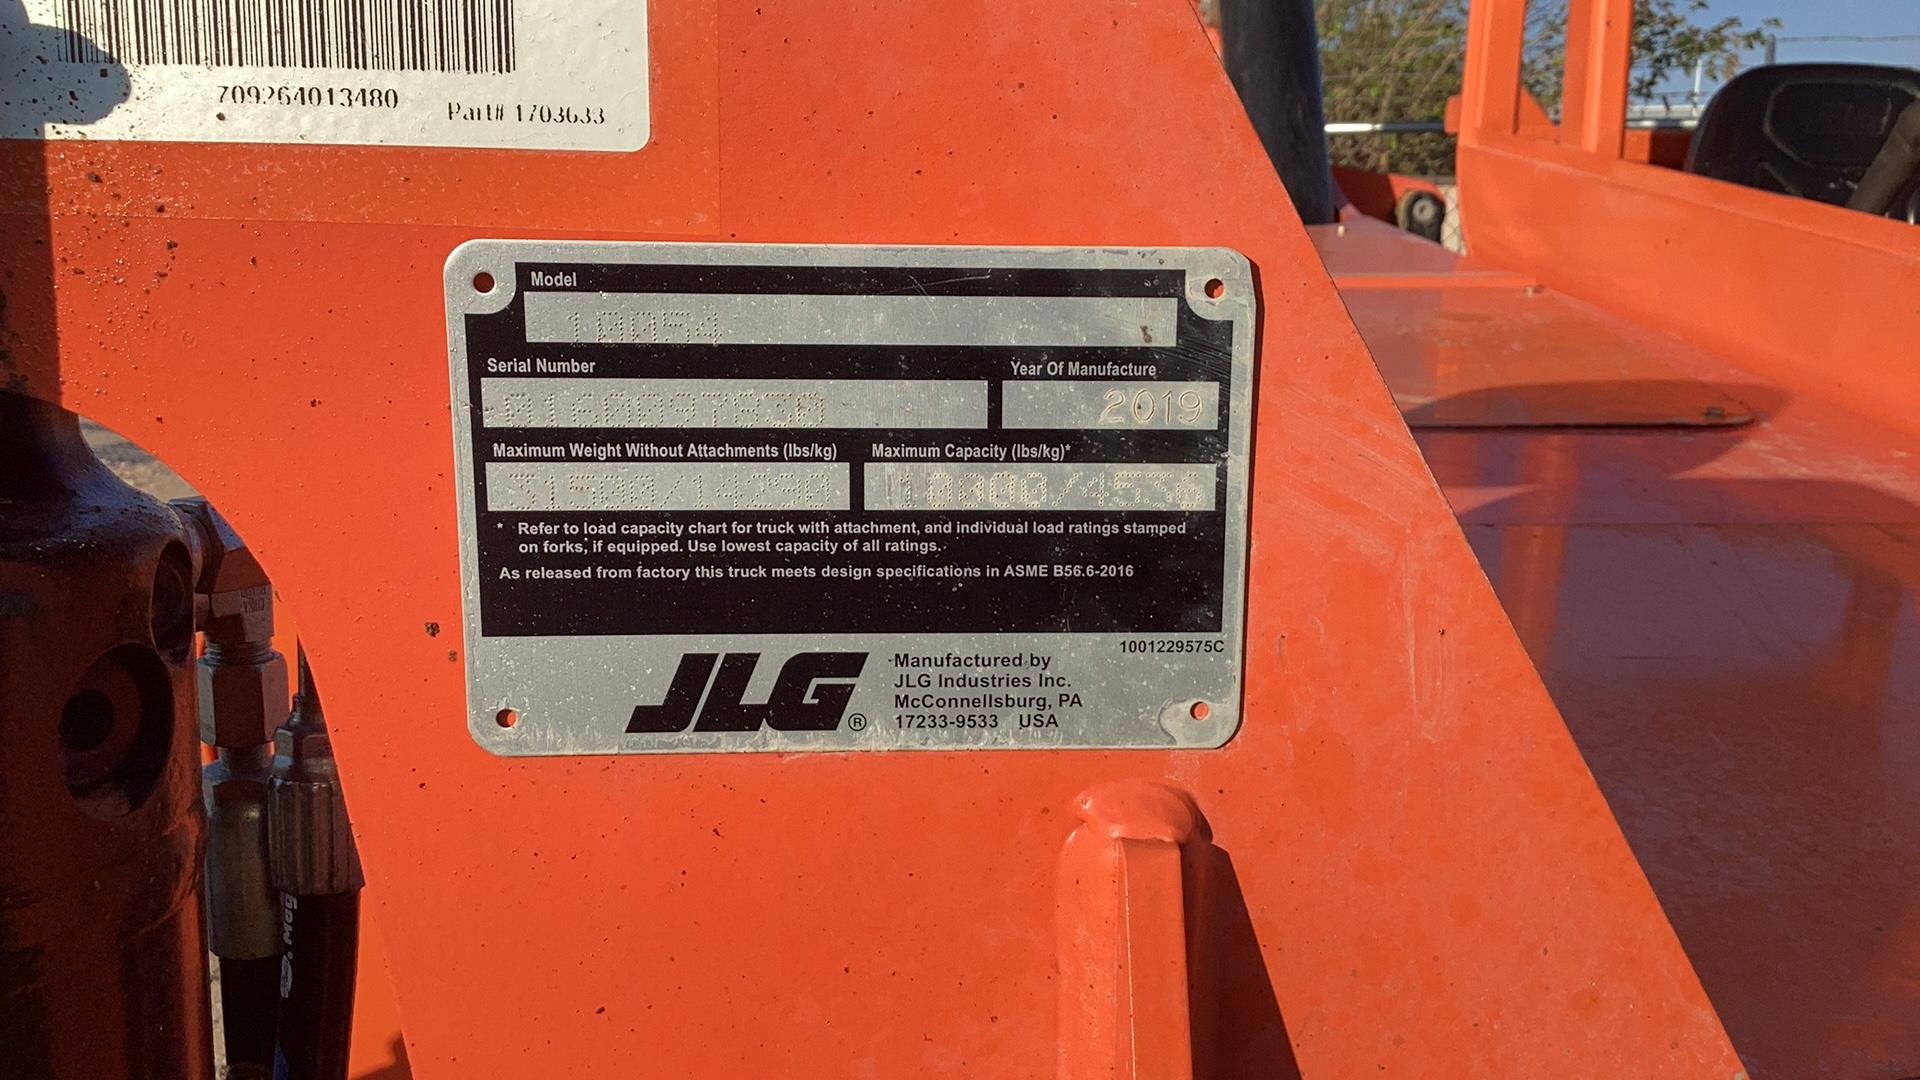 709264013480 Part# 1703633
Model
10054
Serial Number
Year Of Manufacture
2019
Maximum Weight Without Attachments (lbs/kg)
31500/14290
Maximum Capacity (lbs/kg)*
10000/4536
* Refer to load capacity chart for truck with attachment, and individual load ratings stamped
on forks, if equipped. Use lowest capacity of all ratings.
As released from factory this truck meets design specifications in ASME B56.6-2016
1001229575C
JLG®
Manufactured by
JLG Industries Inc.
McConnellsburg, PA
17233-9533 USA